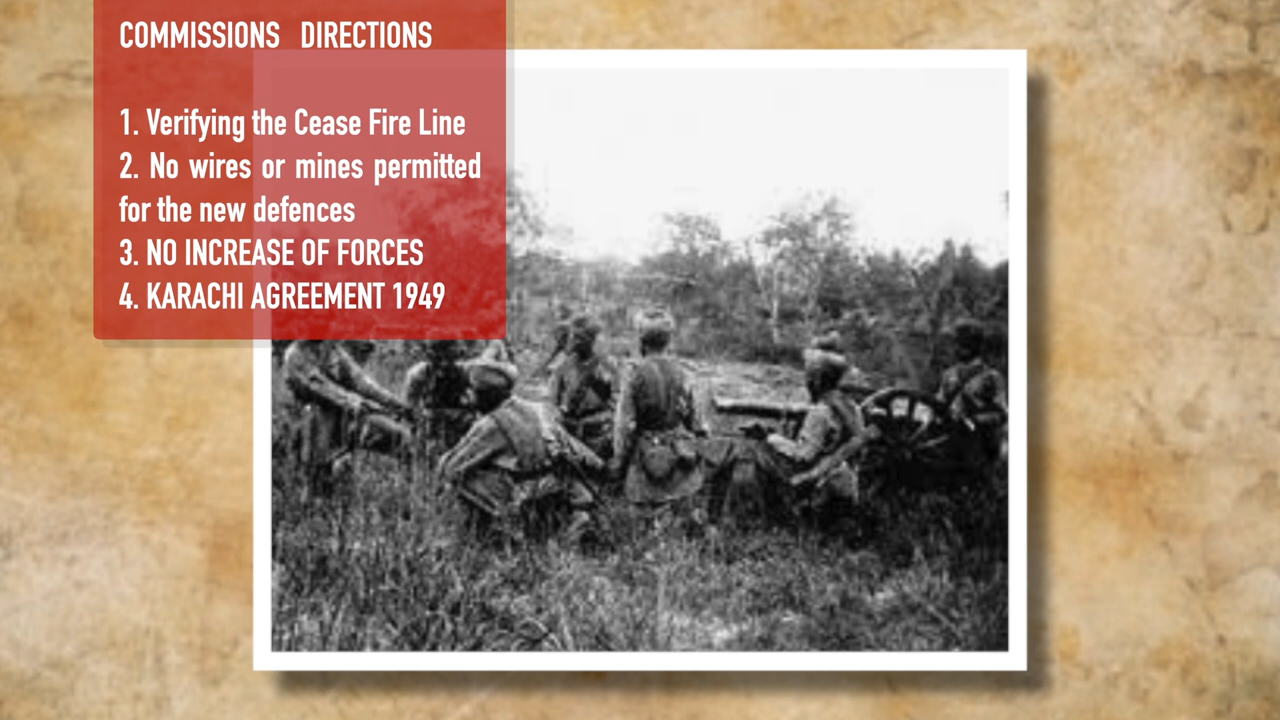 COMMISSIONS DIRECTIONS
1. Verifying the Cease Fire Line
2. No wires or mines permitted
for the new defences
3. NO INCREASE OF FORCES
4. KARACHI AGREEMENT 1949